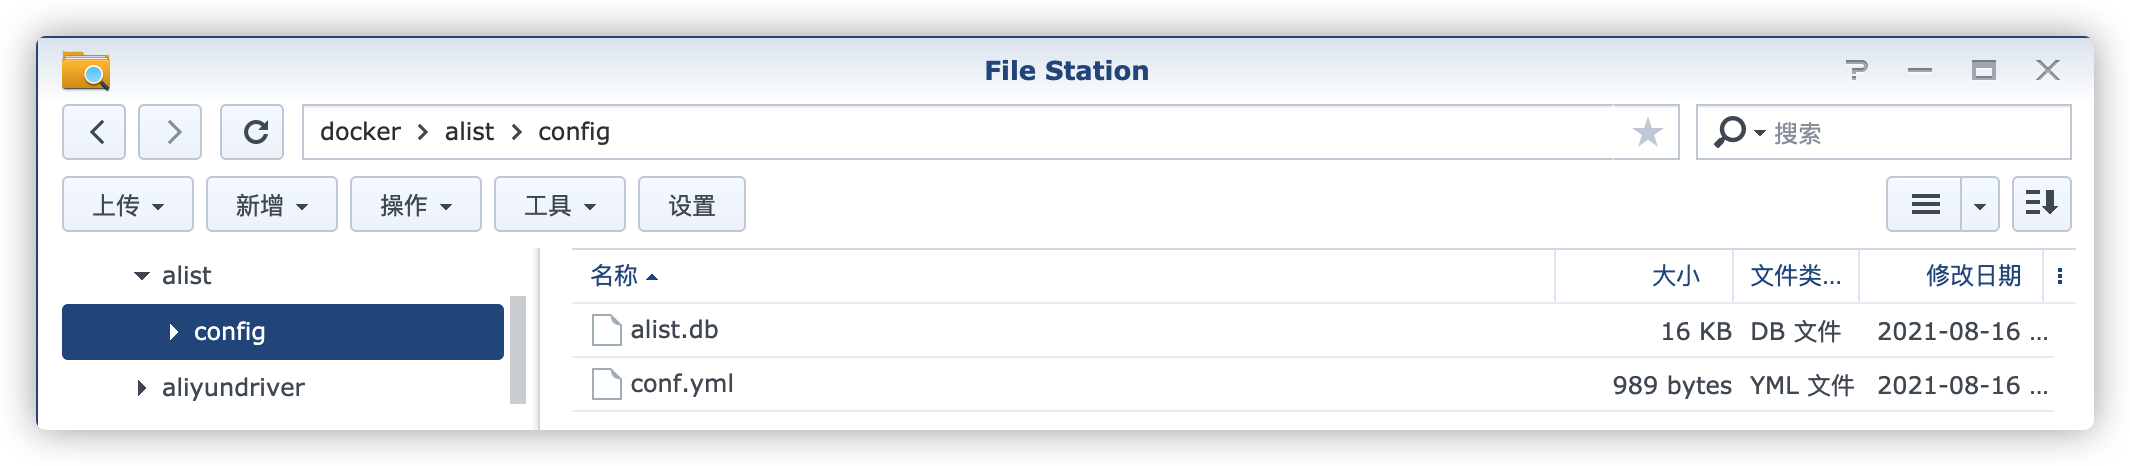 File Station
docker > alist > config
搜索
上传 新增 操作 工具 设置
alist
config
aliyundriver
名称 大小 文件类... 修改日期
alist.db 16 KB DB 文件 2021-08-16 ...
conf.yml 989 bytes YML 文件 2021-08-16 ...